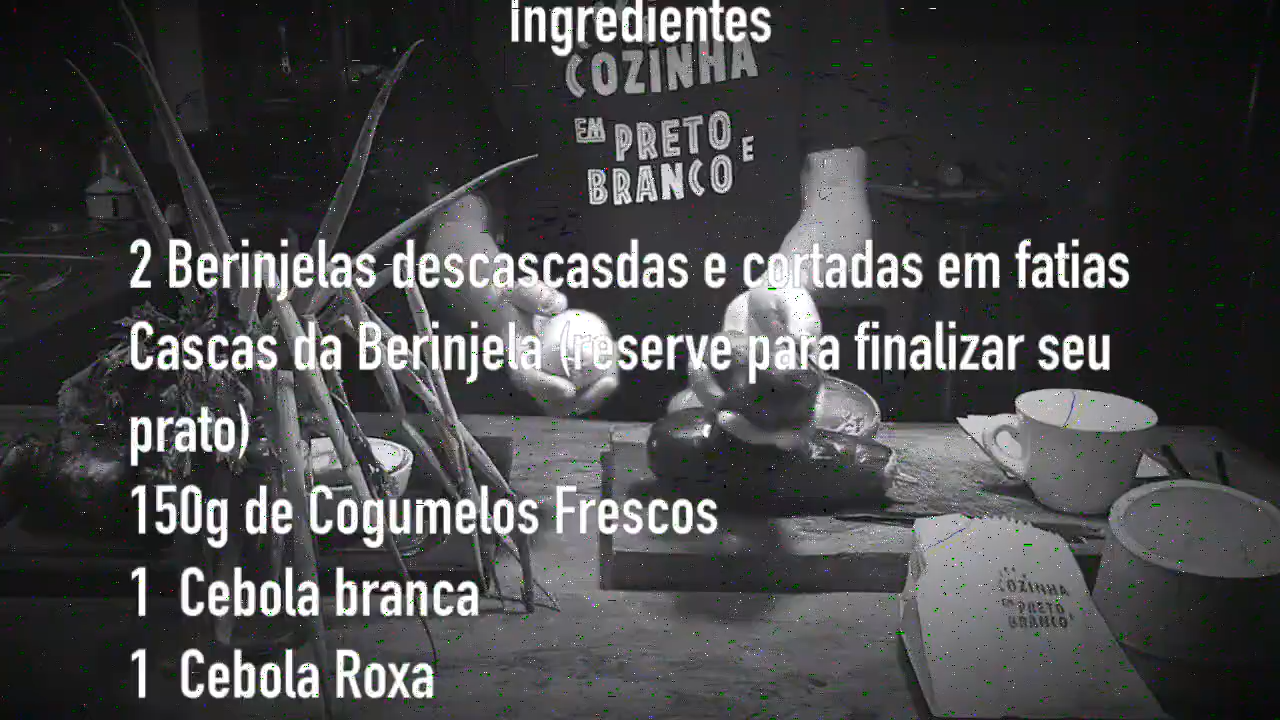 ingredientes
COZINHA
EM PRETO E
BRANCO
2 Berinjelas descascasdas e cortadas em fatias
Cascas da Berinjela (reserve para finalizar seu
prato)
150g de Cogumelos Frescos
1 Cebola branca
1 Cebola Roxa
COZINHA
EM PRETO E
BRANCO